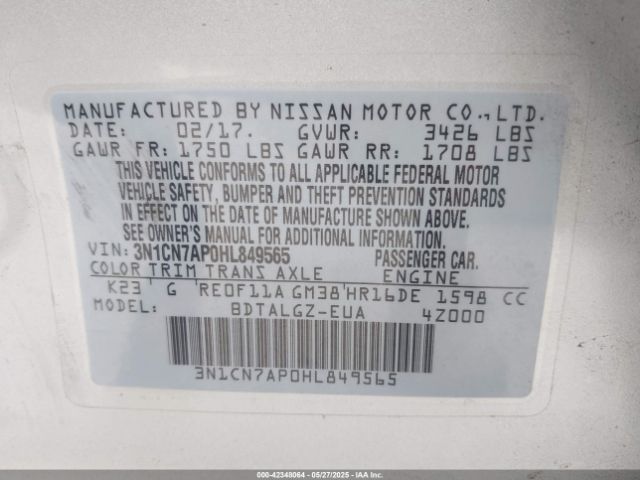 MANUFACTURED BY NISSAN MOTOR CO., LTD.
DATE: 02/17. GVWR: 3426 LBS
GAWR FR: 1750 LBS GAWR RR: 1708 LBS
THIS VEHICLE CONFORMS TO ALL APPLICABLE FEDERAL MOTOR
VEHICLE SAFETY, BUMPER AND THEFT PREVENTION STANDARDS
IN EFFECT ON THE DATE OF MANUFACTURE SHOWN ABOVE.
SEE OWNER'S MANUAL FOR ADDITIONAL INFORMATION.
VIN: 3N1CN7AP0HL849565 PASSENGER CAR.
COLOR TRIM TRANS AXLE ENGINE
K23 G RE0F11A GM38 HR16DE 1598 CC
BDTALGZ-EUA 4Z000
3N1CN7AP0HL849565
000-42348064 05/27/2025 IAAI.COM